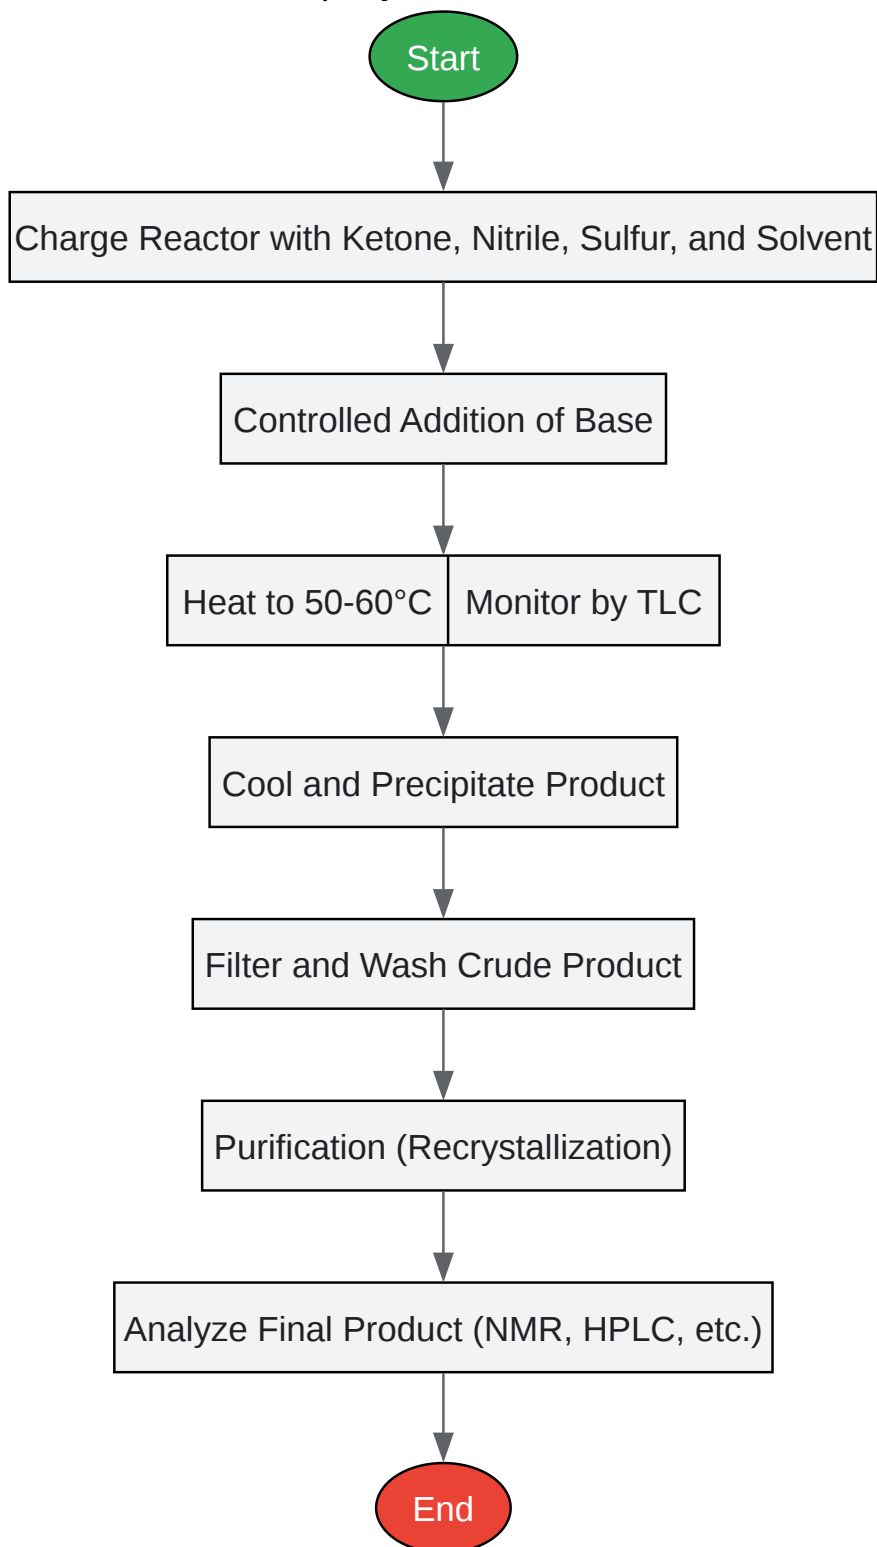 Start
Charge Reactor with Ketone, Nitrile, Sulfur, and Solvent
Controlled Addition of Base
Heat to 50-60°C
Monitor by TLC
Cool and Precipitate Product
Filter and Wash Crude Product
Purification (Recrystallization)
Analyze Final Product (NMR, HPLC, etc.)
End